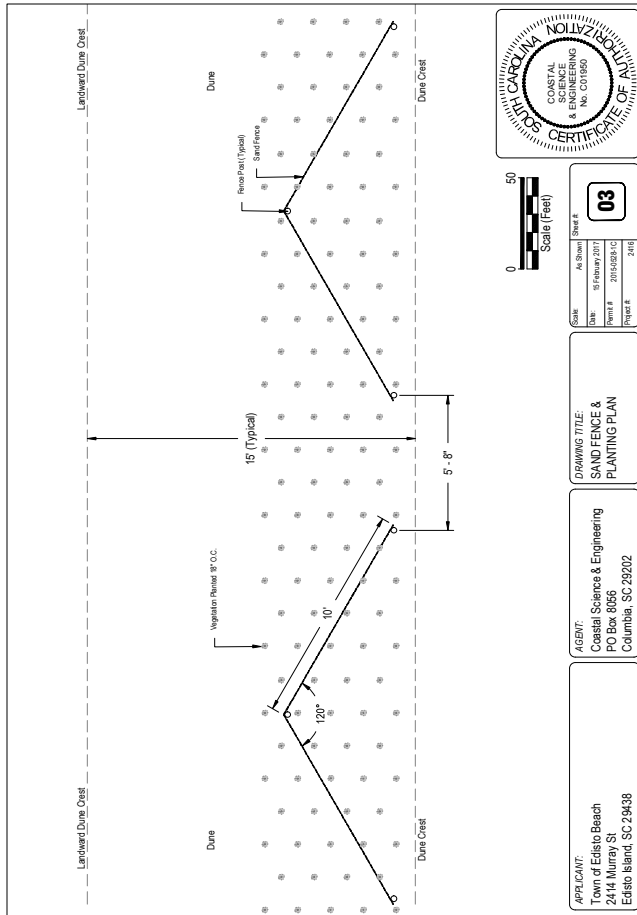 Landward Dune Crest
Landward Dune Crest
Dune
Dune
Fence Post (Typical)
Sand Fence
Vegetation Planted 18" O.C.
15' (Typical)
10'
120°
Dune Crest
Dune Crest
5' - 8"
0
50
Scale (Feet)
SOUTH CAROLINA
CERTIFICATE OF AUTHORIZATION
COASTAL
SCIENCE
& ENGINEERING
No. C01950
APPLICANT:
Town of Edisto Beach
2414 Murray St
Edisto Island, SC 29438
AGENT:
Coastal Science & Engineering
PO Box 8056
Columbia, SC 29202
DRAWING TITLE:
SAND FENCE &
PLANTING PLAN
Scale: As Shown
Date: 15 February 2017
Permit # 2015-0528-1C
Project # 2416
Sheet #:
03